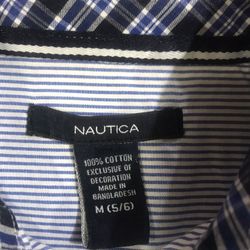 NAUTICA
100% COTTON
EXCLUSIVE OF
DECORATION
MADE IN
BANGLADESH
M (5/6)